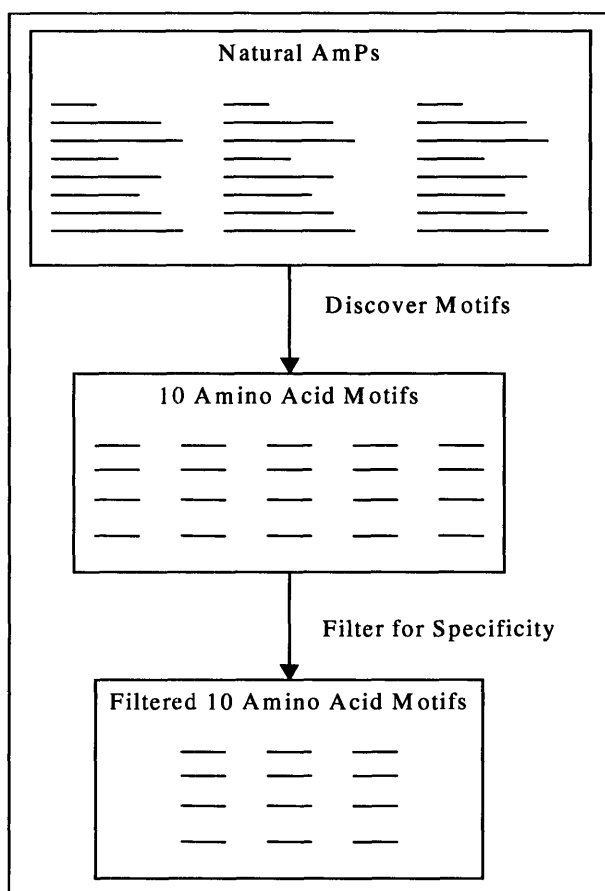 Natural AmPs
Discover Motifs
10 Amino Acid Motifs
Filter for Specificity
Filtered 10 Amino Acid Motifs